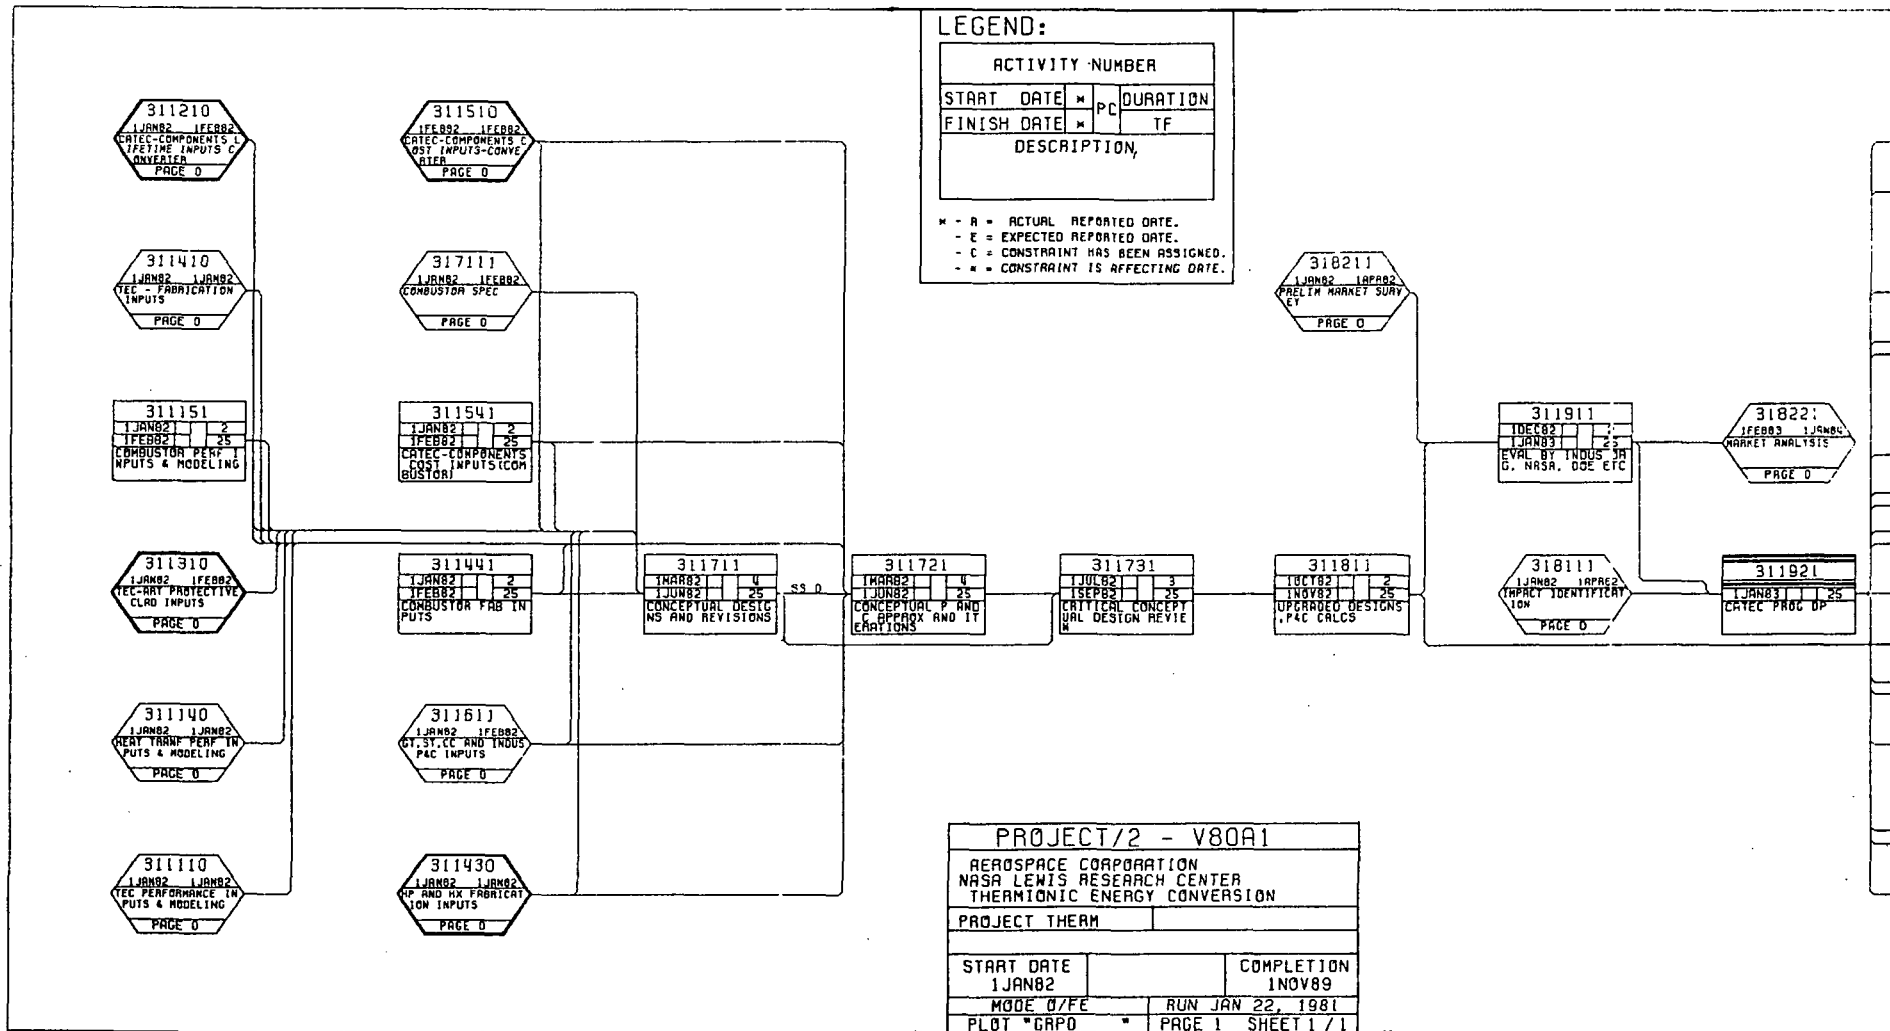 LEGEND:
ACTIVITY NUMBER
START DATE * PC DURATION
FINISH DATE * TF
DESCRIPTION,
* - A = ACTUAL REPORTED DATE.
- E = EXPECTED REPORTED DATE.
- C = CONSTRAINT HAS BEEN ASSIGNED.
- * = CONSTRAINT IS AFFECTING DATE.
311210
1JAN82 1FEB82
CATEC-COMPONENTS L
IFETIME INPUTS C
ONVERTER
PAGE 0
311510
1FEB82 1FEB82
CATEC-COMPONENTS C
OST INPUTS-CONVE
RTER
PAGE 0
311410
1JAN82 1JAN82
TEC - FABRICATION
INPUTS
PAGE 0
317111
1JAN82 1FEB82
COMBUSTOR SPEC
PAGE 0
318211
1JAN82 1APR82
PRELIM MARKET SURV
EY
PAGE 0
311151
1JAN82 2
1FEB82 25
COMBUSTOR PERF I
NPUTS & MODELING
311541
1JAN82 2
1FEB82 25
CATEC-COMPONENTS
COST INPUTS(COM
BUSTOR)
311911
1DEC82
1JAN83 25
EVAL BY INDUS
G, NASA, DOE ETC
318221
1FEB83 1JAN84
MARKET ANALYSIS
PAGE 0
311310
1JAN82 1FEB82
TEC-ART PROTECTIVE
CLAD INPUTS
PAGE 0
311441
1JAN82 2
1FEB82 25
COMBUSTOR FAB IN
PUTS
311711
1MAR82 4
1JUN82 25
CONCEPTUAL DESIG
NS AND REVISIONS
SS 0
311721
1MAR82 4
1JUN82 25
CONCEPTUAL P AND
C APPROX AND IT
ERATIONS
311731
1JUL82 3
1SEP82 25
CRITICAL CONCEPT
UAL DESIGN REVIE
W
311811
1OCT82 2
1NOV82 25
UPGRADED DESIGNS
,P&C CALCS
318111
1JAN82 1APR82
IMPACT IDENTIFICAT
ION
PAGE 0
311921
1JAN83 25
CATEC PROG OP
311140
1JAN82 1JAN82
HEAT TRANF PERF IN
PUTS & MODELING
PAGE 0
311611
1JAN82 1FEB82
GT,ST,CC AND INDUS
P&C INPUTS
PAGE 0
311110
1JAN82 1JAN82
TEC PERFORMANCE IN
PUTS & MODELING
PAGE 0
311430
1JAN82 1JAN82
HP AND HX FABRICAT
ION INPUTS
PAGE 0
PROJECT/2 - V80A1
AEROSPACE CORPORATION
NASA LEWIS RESEARCH CENTER
THERMIONIC ENERGY CONVERSION
PROJECT THERM
START DATE COMPLETION
1JAN82 1NOV89
MODE O/FE RUN JAN 22, 1981
PLOT "GRPO " PAGE 1 SHEET 1 / 1